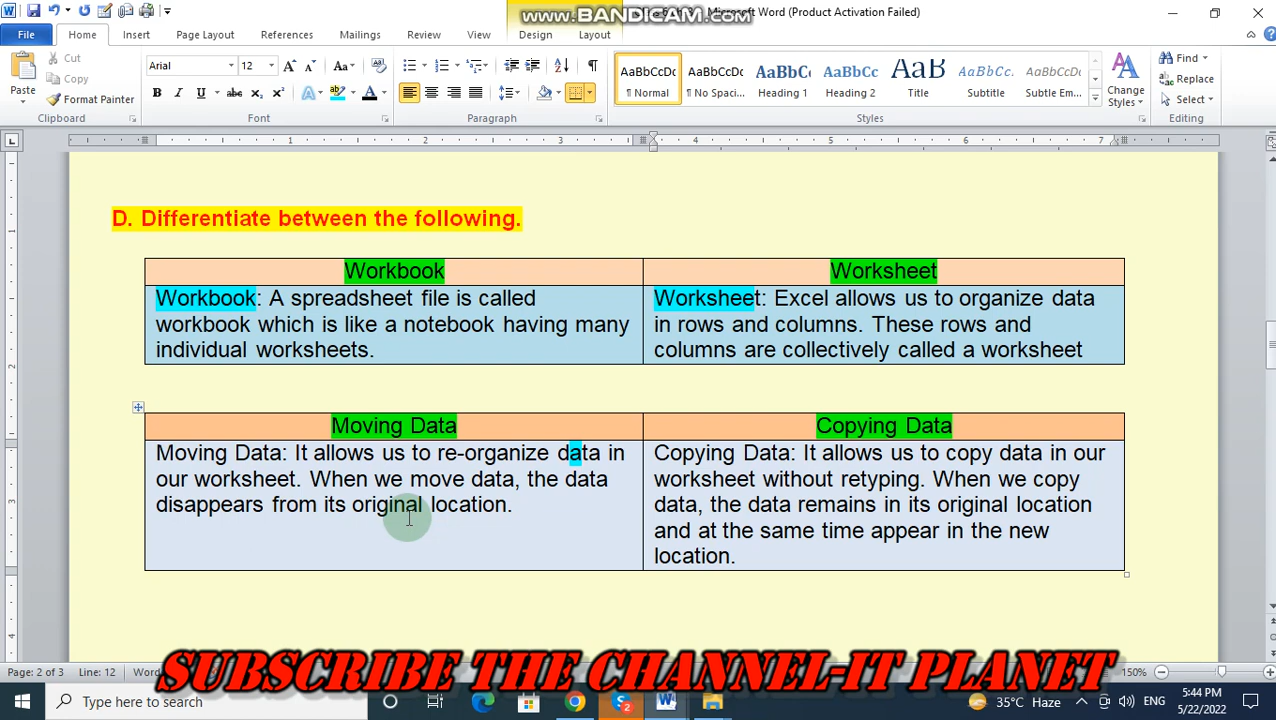 www.BANDICAM.com
Microsoft Word (Product Activation Failed)
File Home Insert Page Layout References Mailings Review View Design Layout
Cut
Copy
Format Painter
Paste
Clipboard
Arial 12
Font
Paragraph
AaBbCcDc AaBbCcDc AaBbCc AaBbCc AaB AaBbCcDc AaBbCcDc
¶ Normal ¶ No Spaci... Heading 1 Heading 2 Title Subtitle Subtle Em...
Change Styles
Styles
Find
Replace
Select
Editing
D. Differentiate between the following.
Workbook Worksheet
Workbook: A spreadsheet file is called
workbook which is like a notebook having many
individual worksheets.
Worksheet: Excel allows us to organize data
in rows and columns. These rows and
columns are collectively called a worksheet
Moving Data Copying Data
Moving Data: It allows us to re-organize data in
our worksheet. When we move data, the data
disappears from its original location.
Copying Data: It allows us to copy data in our
worksheet without retyping. When we copy
data, the data remains in its original location
and at the same time appear in the new
location.
Page: 2 of 3 Line: 12 150%
SUBSCRIBE THE CHANNEL-IT PLANET
Type here to search
35°C Haze ENG
5:44 PM
5/22/2022